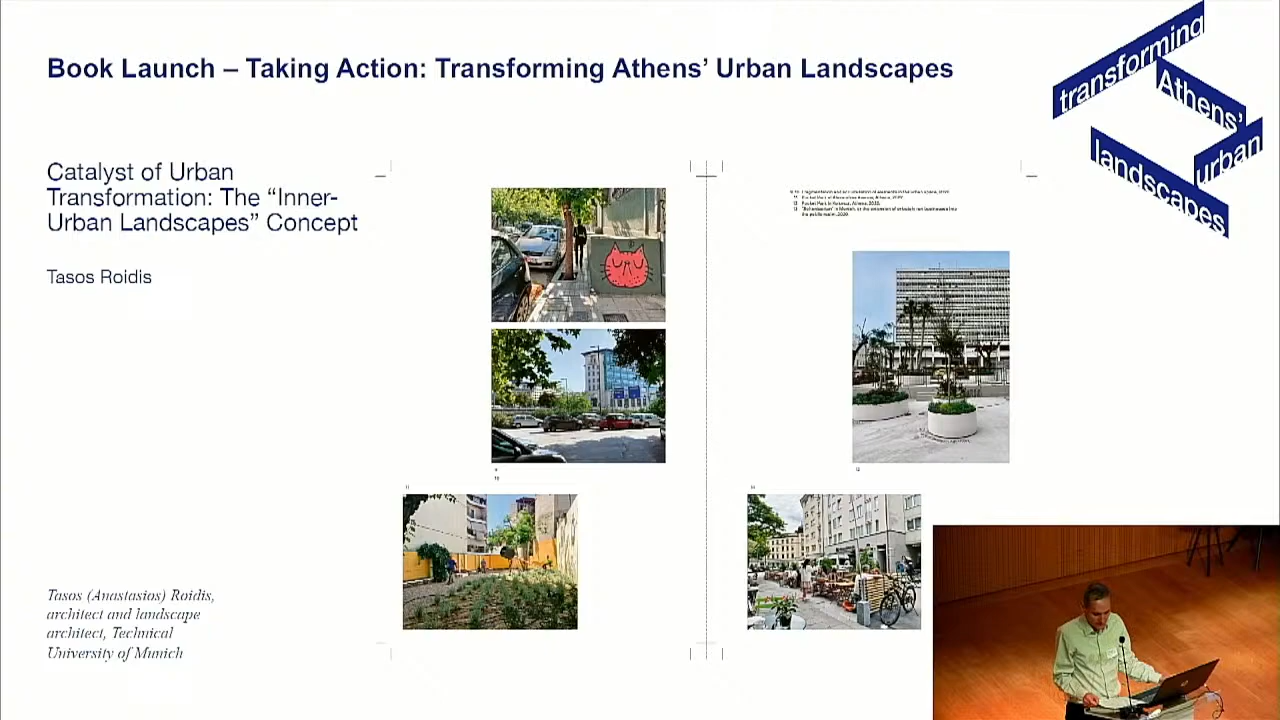 Book Launch – Taking Action: Transforming Athens’ Urban Landscapes
transforming
Athens’
urban
landscapes
Catalyst of Urban
Transformation: The “Inner-
Urban Landscapes” Concept
Tasos Roidis
Tasos (Anastasios) Roidis,
architect and landscape
architect, Technical
University of Munich